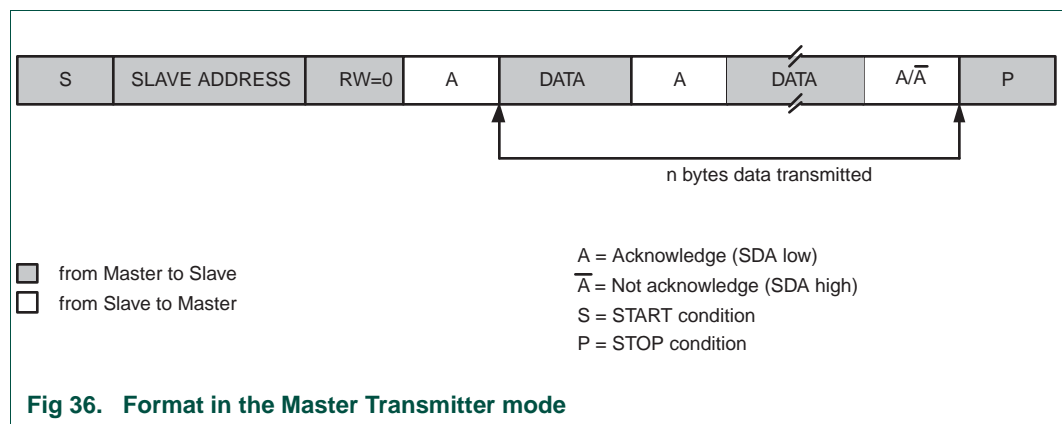 S SLAVE ADDRESS RW=0 A DATA A DATA A/A̅ P
n bytes data transmitted
from Master to Slave
from Slave to Master
A = Acknowledge (SDA low)
A̅ = Not acknowledge (SDA high)
S = START condition
P = STOP condition
Fig 36. Format in the Master Transmitter mode